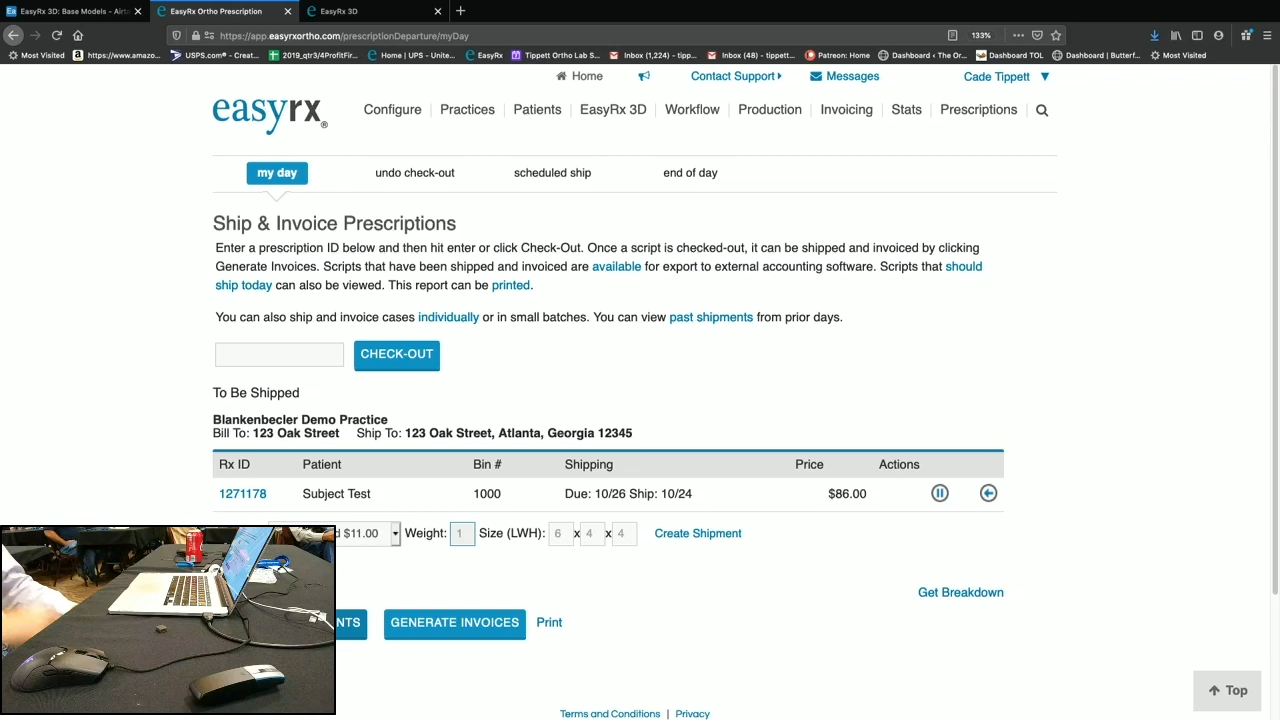 EasyRx 3D: Base Models - Airta
EasyRx Ortho Prescription
EasyRx 3D
https://app.easyrxortho.com/prescriptionDeparture/myDay
133%
Most Visited
https://www.amazo...
USPS.com® - Creat...
2019_qtr3/4ProfitFir...
Home | UPS - Unite...
EasyRx
Tippett Ortho Lab S...
Inbox (1,224) - tipp...
Inbox (48) - tippett...
Patreon: Home
Dashboard ‹ The Or...
Dashboard TOL
Dashboard | Butterf...
Most Visited
Home
Contact Support
Messages
Cade Tippett ▼
easyrx®
Configure | Practices | Patients | EasyRx 3D | Workflow | Production | Invoicing | Stats | Prescriptions
my day
undo check-out
scheduled ship
end of day
Ship & Invoice Prescriptions
Enter a prescription ID below and then hit enter or click Check-Out. Once a script is checked-out, it can be shipped and invoiced by clicking
Generate Invoices. Scripts that have been shipped and invoiced are available for export to external accounting software. Scripts that should
ship today can also be viewed. This report can be printed.
You can also ship and invoice cases individually or in small batches. You can view past shipments from prior days.
CHECK-OUT
To Be Shipped
Blankenbecler Demo Practice
Bill To: 123 Oak Street Ship To: 123 Oak Street, Atlanta, Georgia 12345
Rx ID Patient Bin # Shipping Price Actions
1271178 Subject Test 1000 Due: 10/26 Ship: 10/24 $86.00
d $11.00 Weight: 1 Size (LWH): 6 x 4 x 4 Create Shipment
Get Breakdown
NTS GENERATE INVOICES Print
Top
Terms and Conditions | Privacy